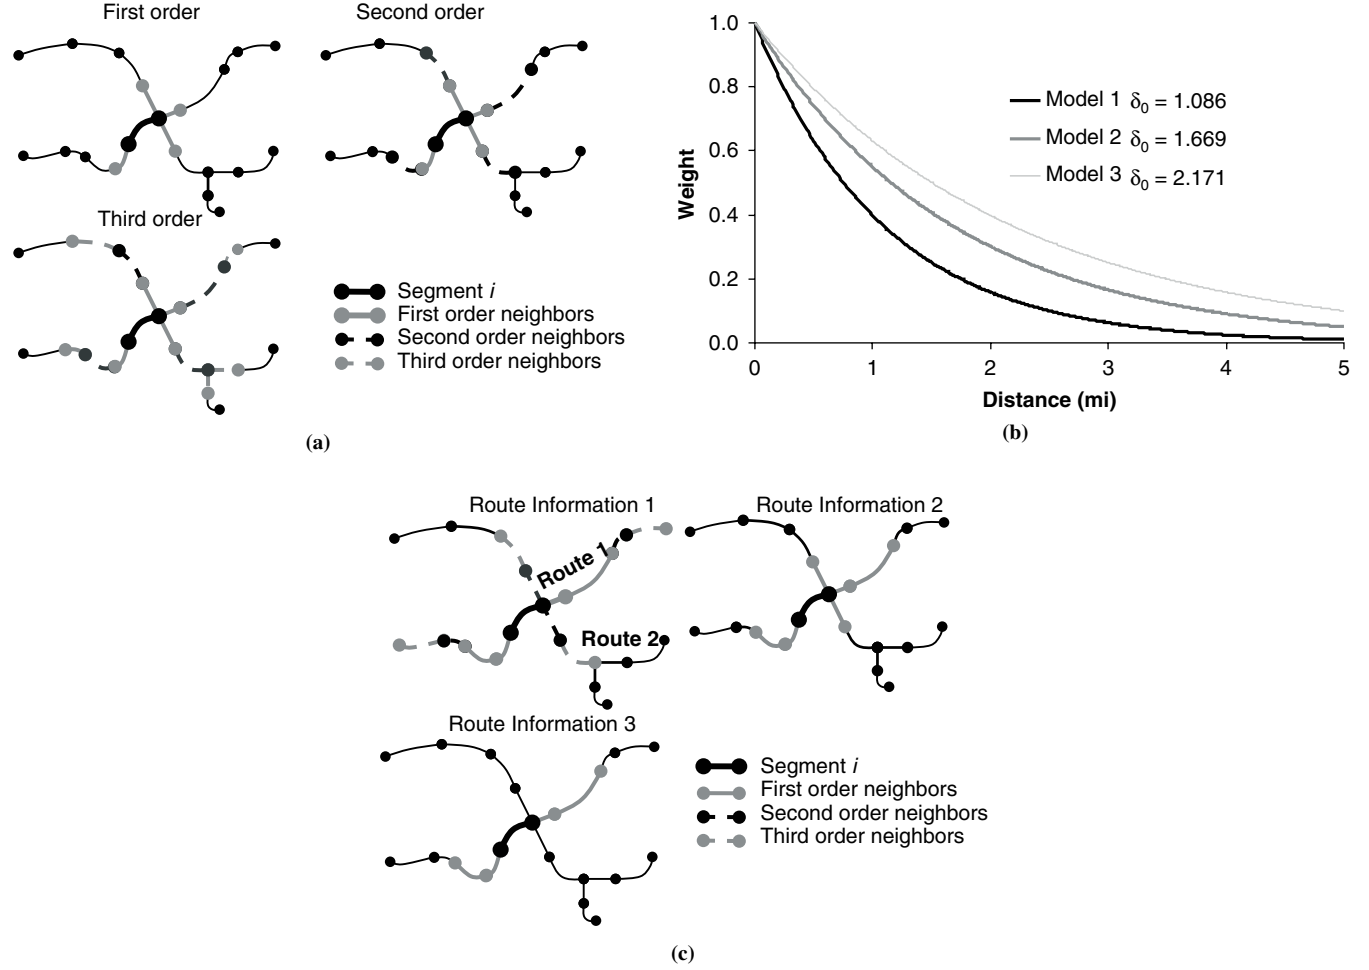 First order
Second order
Third order
Segment i
First order neighbors
Second order neighbors
Third order neighbors
(a)
1.0
0.8
0.6
0.4
0.2
0.0
Weight
0 1 2 3 4 5
Distance (mi)
Model 1 δ₀ = 1.086
Model 2 δ₀ = 1.669
Model 3 δ₀ = 2.171
(b)
Route Information 1
Route 1
Route 2
Route Information 2
Route Information 3
Segment i
First order neighbors
Second order neighbors
Third order neighbors
(c)